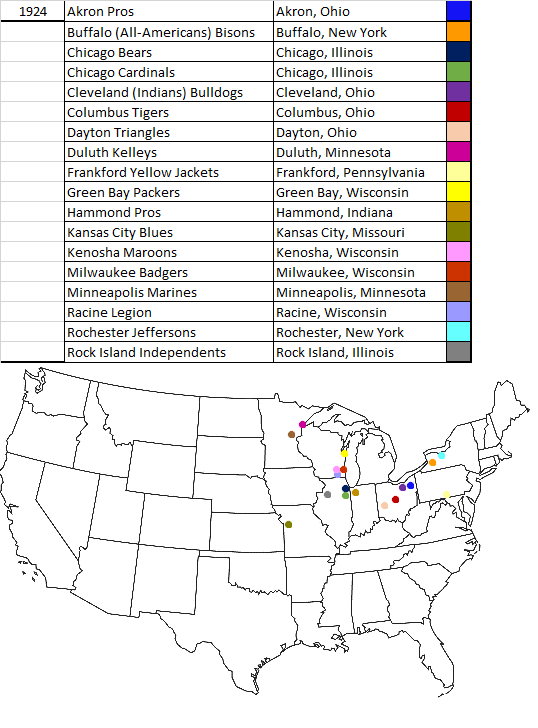 1924 Akron Pros Akron, Ohio
Buffalo (All-Americans) Bisons Buffalo, New York
Chicago Bears Chicago, Illinois
Chicago Cardinals Chicago, Illinois
Cleveland (Indians) Bulldogs Cleveland, Ohio
Columbus Tigers Columbus, Ohio
Dayton Triangles Dayton, Ohio
Duluth Kelleys Duluth, Minnesota
Frankford Yellow Jackets Frankford, Pennsylvania
Green Bay Packers Green Bay, Wisconsin
Hammond Pros Hammond, Indiana
Kansas City Blues Kansas City, Missouri
Kenosha Maroons Kenosha, Wisconsin
Milwaukee Badgers Milwaukee, Wisconsin
Minneapolis Marines Minneapolis, Minnesota
Racine Legion Racine, Wisconsin
Rochester Jeffersons Rochester, New York
Rock Island Independents Rock Island, Illinois